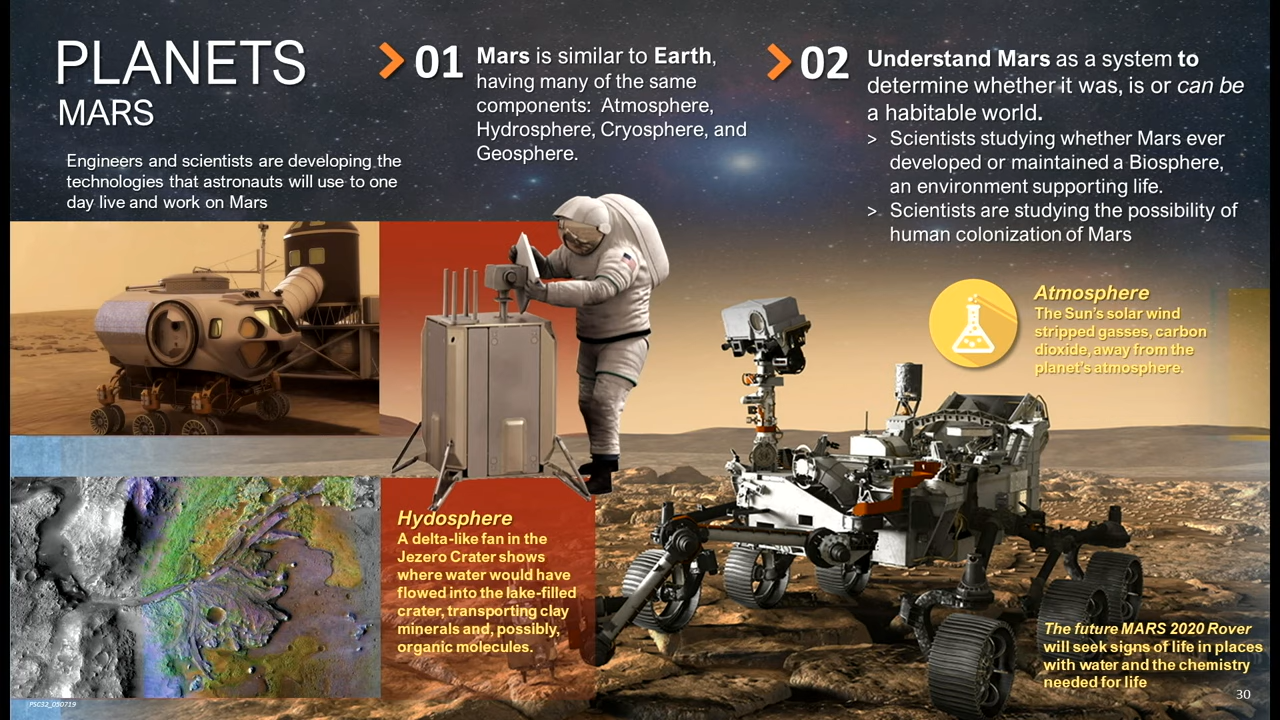 PLANETS
MARS
Engineers and scientists are developing the
technologies that astronauts will use to one
day live and work on Mars
01
Mars is similar to Earth,
having many of the same
components: Atmosphere,
Hydrosphere, Cryosphere, and
Geosphere.
02
Understand Mars as a system to
determine whether it was, is or can be
a habitable world.
> Scientists studying whether Mars ever
developed or maintained a Biosphere,
an environment supporting life.
> Scientists are studying the possibility of
human colonization of Mars
Atmosphere
The Sun's solar wind
stripped gasses, carbon
dioxide, away from the
planet's atmosphere.
Hydosphere
A delta-like fan in the
Jezero Crater shows
where water would have
flowed into the lake-filled
crater, transporting clay
minerals and, possibly,
organic molecules.
The future MARS 2020 Rover
will seek signs of life in places
with water and the chemistry
needed for life
30
PSC32_050719